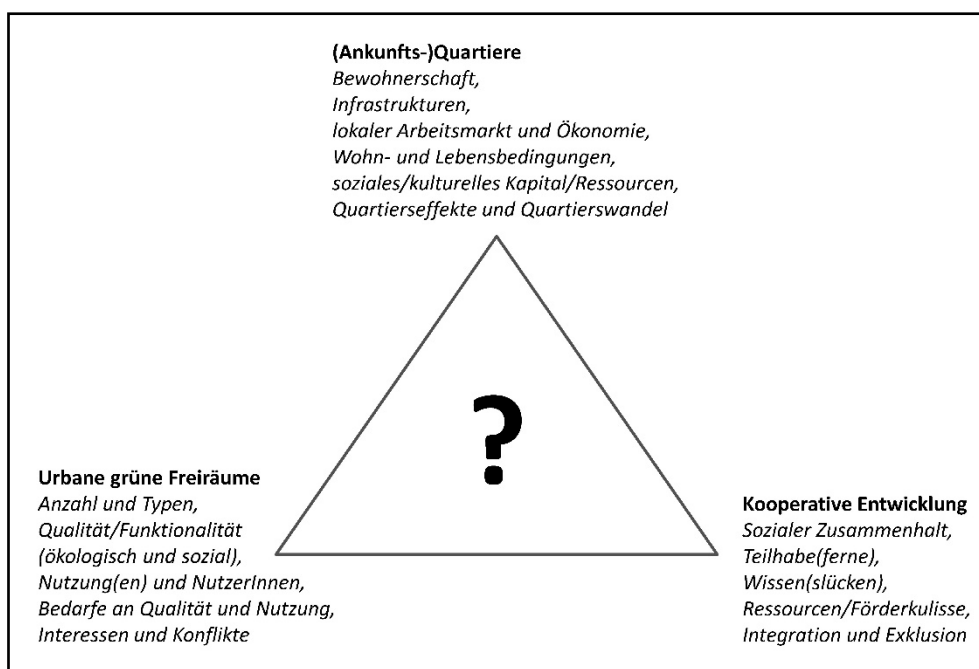 (Ankunfts-)Quartiere
Bewohnerschaft,
Infrastrukturen,
lokaler Arbeitsmarkt und Ökonomie,
Wohn- und Lebensbedingungen,
soziales/kulturelles Kapital/Ressourcen,
Quartierseffekte und Quartierswandel
?
Urbane grüne Freiräume
Anzahl und Typen,
Qualität/Funktionalität
(ökologisch und sozial),
Nutzung(en) und NutzerInnen,
Bedarfe an Qualität und Nutzung,
Interessen und Konflikte
Kooperative Entwicklung
Sozialer Zusammenhalt,
Teilhabe(ferne),
Wissen(slücken),
Ressourcen/Förderkulisse,
Integration und Exklusion